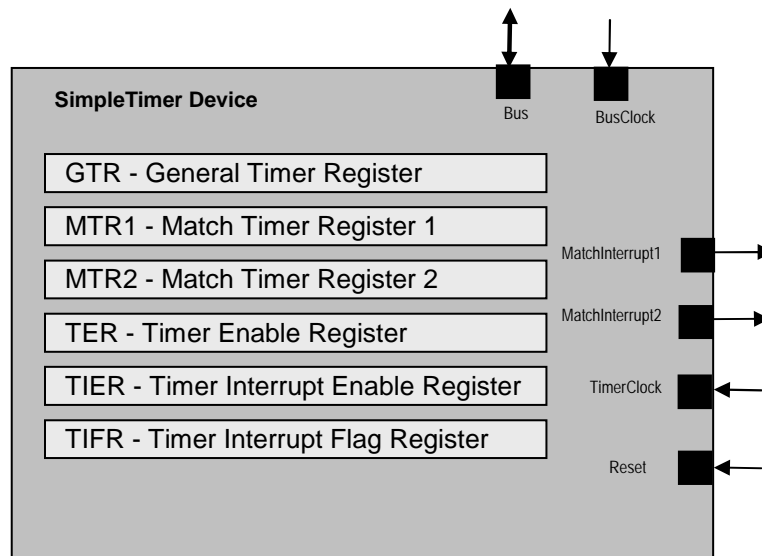 SimpleTimer Device
Bus
BusClock
GTR - General Timer Register
MTR1 - Match Timer Register 1
MTR2 - Match Timer Register 2
TER - Timer Enable Register
TIER - Timer Interrupt Enable Register
TIFR - Timer Interrupt Flag Register
MatchInterrupt1
MatchInterrupt2
TimerClock
Reset